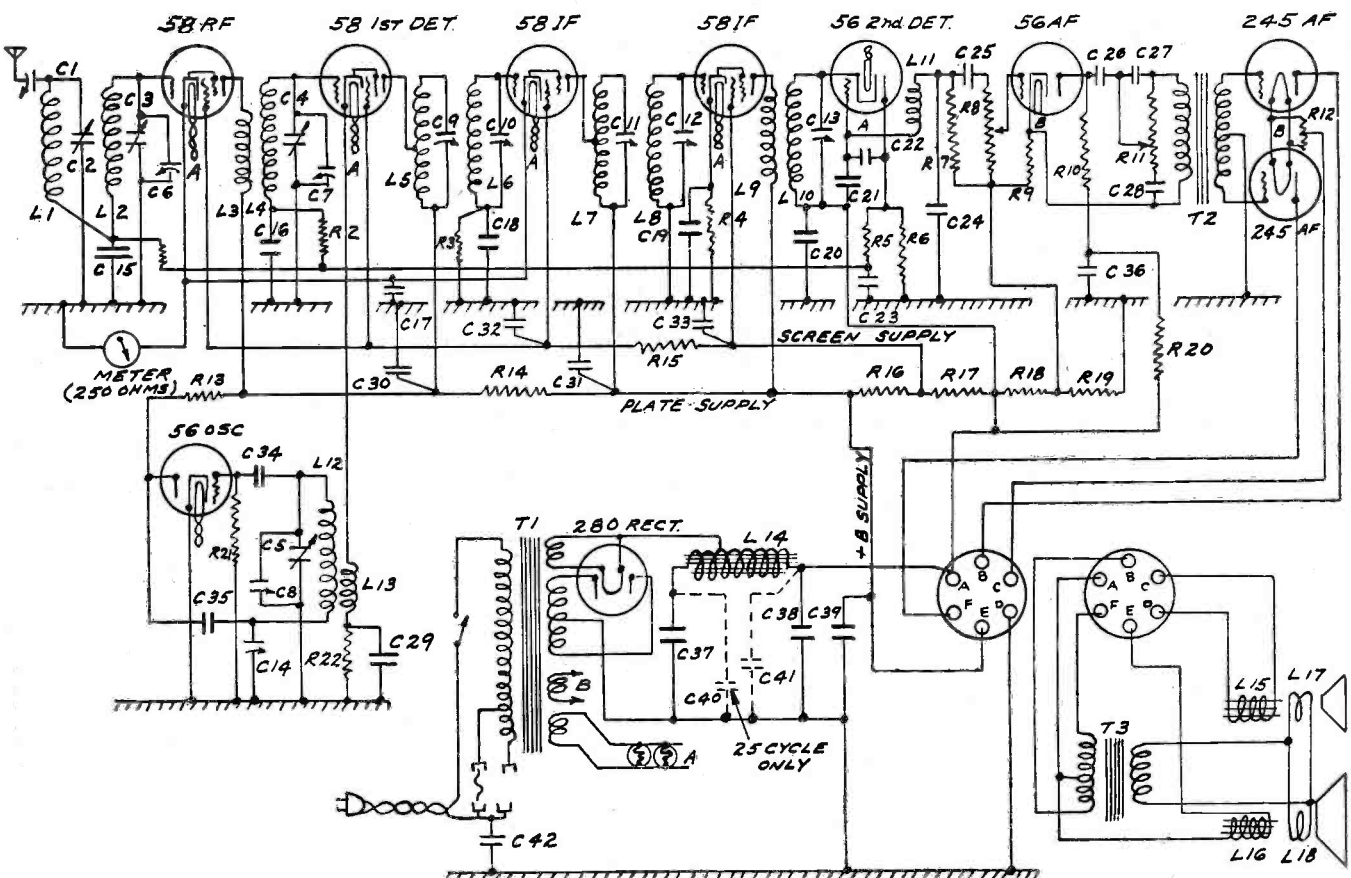 58 RF
58 1ST DET.
58 IF
58 IF
56 2nd DET.
56 AF
245 AF
C1
C2
C3
C6
A
L1
L2
C15
L3
L4
C4
C7
A
C16
R2
L5
C9
L6
C10
A
R3
C18
L7
C11
L8
C12
A
C19
R4
L9
L10
C13
8
A
C22
C21
C20
R5
R6
C23
L11
C25
R7
R8
C24
R9
B
C26
C27
R10
R11
C28
C36
T2
B
R12
245 AF
R20
C17
C32
C33
SCREEN SUPPLY
METER
(250 OHMS)
R13
C30
R14
C31
R15
R16
R17
R18
R19
PLATE SUPPLY
56 OSC
C34
L12
R21
C5
C8
L13
C35
C14
R22
C29
T1
280 RECT.
L14
B + SUPPLY
C37
C38
C39
C40
C41
25 CYCLE
ONLY
B
A
C42
A
B
C
F
E
D
A
B
C
F
E
D
L15
L17
T3
L16
L18